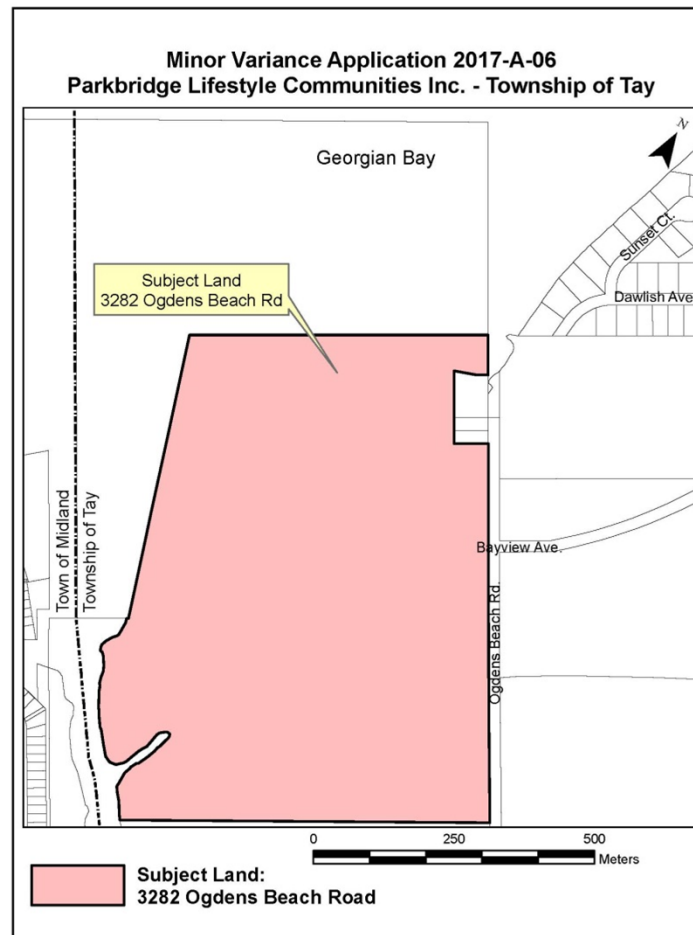 Minor Variance Application 2017-A-06
Parkbridge Lifestyle Communities Inc. - Township of Tay
Georgian Bay
N
Sunset Ct.
Dawlish Ave
Subject Land
3282 Ogdens Beach Rd
Town of Midland
Township of Tay
Bayview Ave.
Ogdens Beach Rd.
0 250 500
Meters
Subject Land:
3282 Ogdens Beach Road